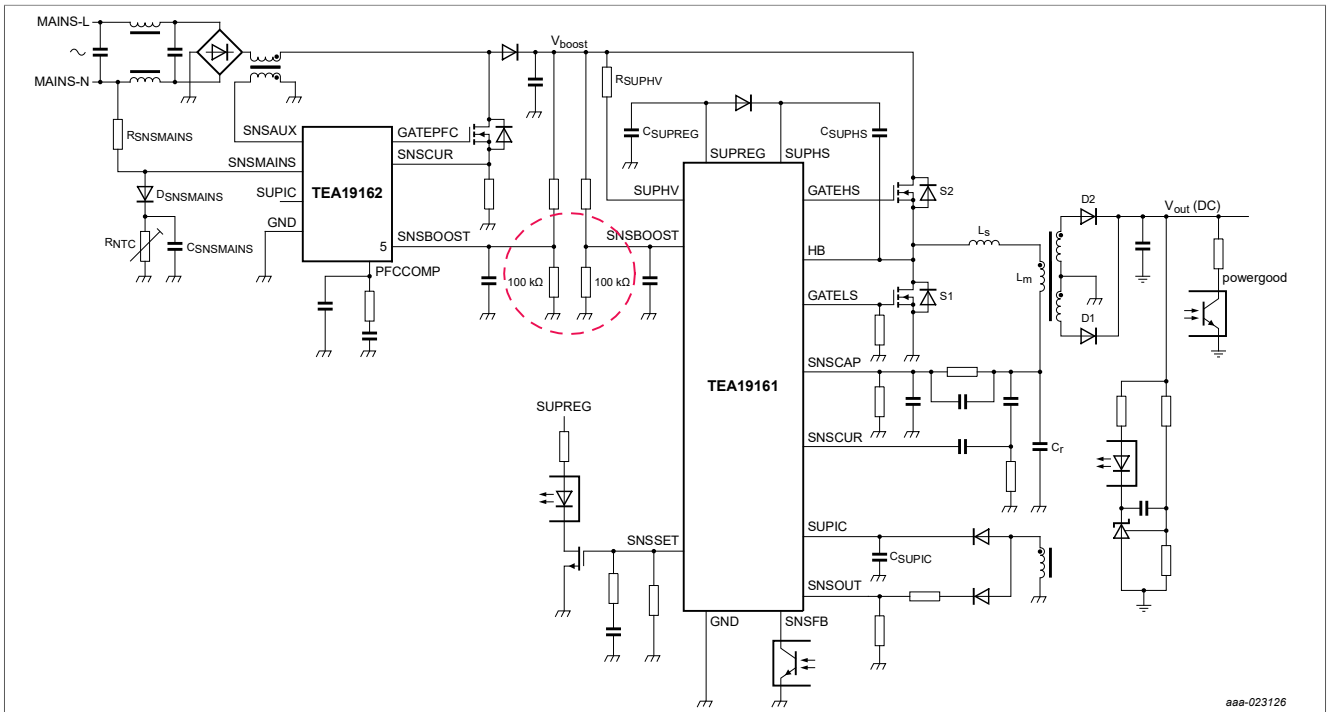 MAINS-L
MAINS-N
Vboost
RSUPHV
RSNSMAINS
SNSAUX
GATEPFC
SNSCUR
SNSMAINS
TEA19162
DSNSMAINS
SUPIC
GND
RNTC
CSNSMAINS
SNSBOOST
5
PFCCOMP
100 kΩ
100 kΩ
SNSBOOST
CSUPREG
CSUPHS
SUPREG
SUPHS
SUPHV
GATEHS
S2
HB
GATELS
S1
Ls
Lm
D2
D1
Vout (DC)
powergood
TEA19161
SNSCAP
SNSCUR
Cr
SUPREG
SNSSET
SUPIC
CSUPIC
SNSOUT
GND
SNSFB
aaa-023126